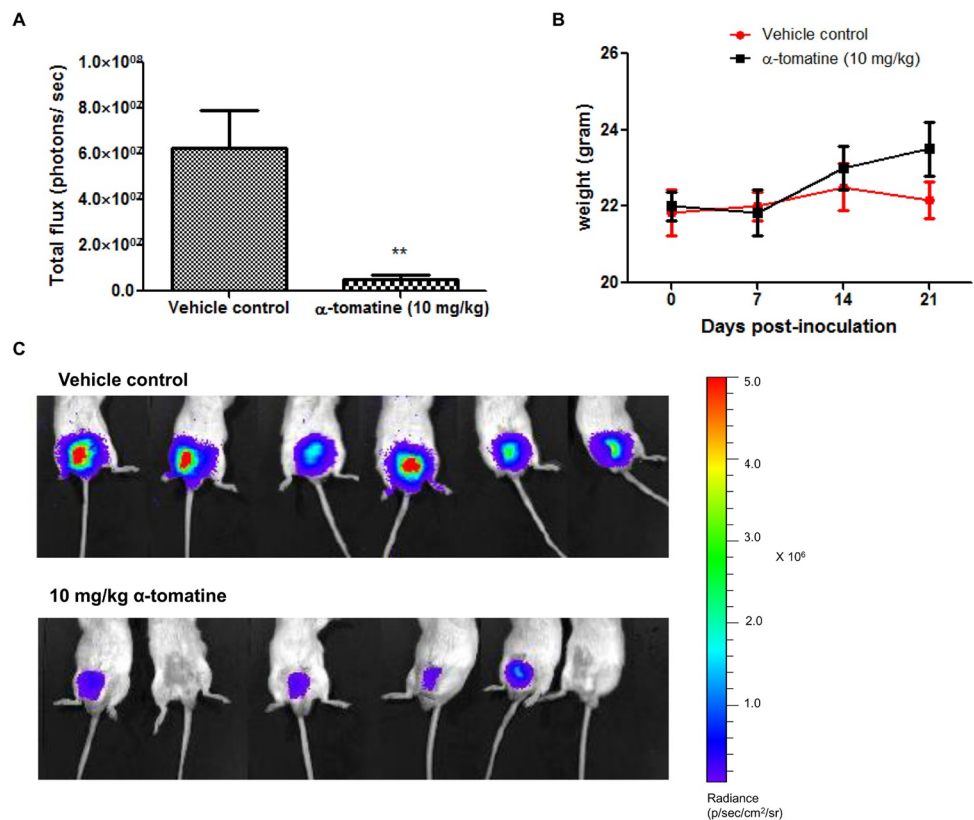 A
Total flux (photons/ sec)
1.0×10⁰⁸
8.0×10⁰⁷
6.0×10⁰⁷
4.0×10⁰⁷
2.0×10⁰⁷
0.0
**
Vehicle control
α-tomatine (10 mg/kg)
B
Vehicle control
α-tomatine (10 mg/kg)
weight (gram)
26
24
22
20
0 7 14 21
Days post-inoculation
C
Vehicle control
10 mg/kg α-tomatine
5.0
4.0
3.0
X 10⁶
2.0
1.0
Radiance
(p/sec/cm²/sr)